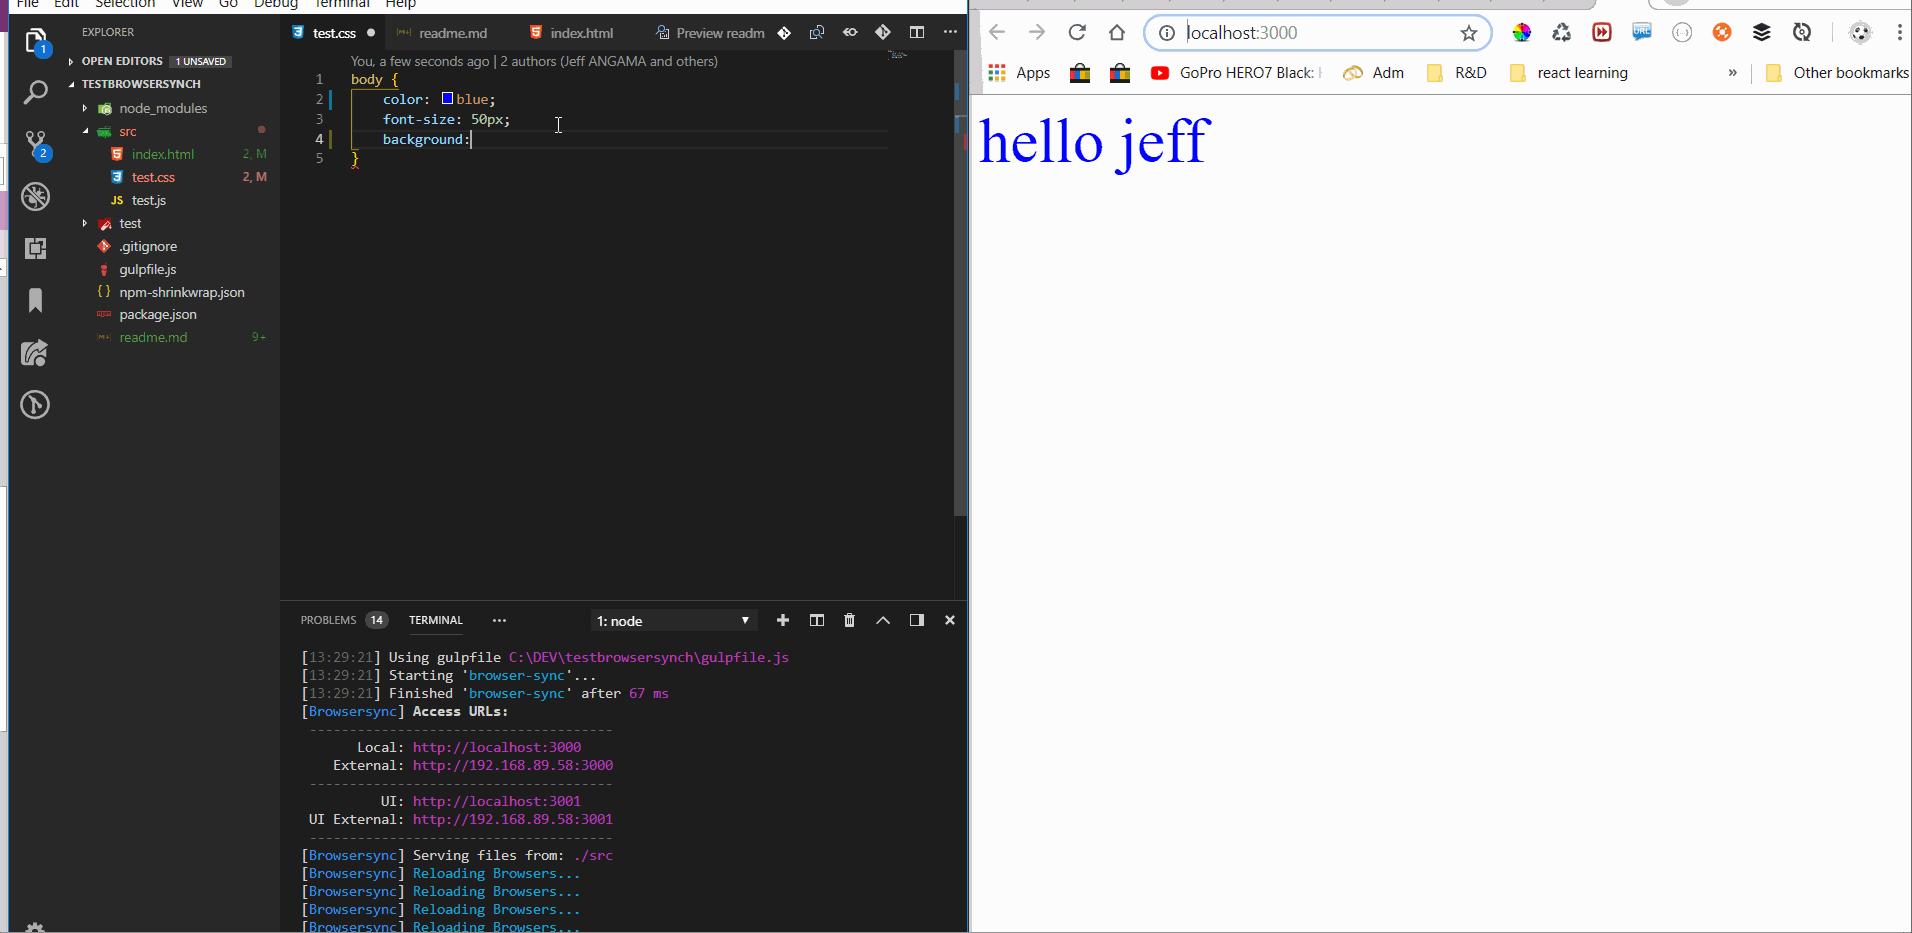 File Edit Selection View Go Debug Terminal Help
EXPLORER
OPEN EDITORS 1 UNSAVED
TESTBROWSERSYNCH
node_modules
src
index.html 2, M
test.css 2, M
JS test.js
test
.gitignore
gulpfile.js
{ } npm-shrinkwrap.json
package.json
readme.md 9+
1
2
test.css readme.md index.html Preview readm
You, a few seconds ago | 2 authors (Jeff ANGAMA and others)
1 body {
2 color: blue;
3 font-size: 50px;
4 background:
5 }
PROBLEMS 14 TERMINAL ··· 1: node
[13:29:21] Using gulpfile C:\DEV\testbrowsersynch\gulpfile.js
[13:29:21] Starting 'browser-sync'...
[13:29:21] Finished 'browser-sync' after 67 ms
[Browsersync] Access URLs:
--------------------------------------
Local: http://localhost:3000
External: http://192.168.89.58:3000
--------------------------------------
UI: http://localhost:3001
UI External: http://192.168.89.58:3001
--------------------------------------
[Browsersync] Serving files from: ./src
[Browsersync] Reloading Browsers...
[Browsersync] Reloading Browsers...
[Browsersync] Reloading Browsers...
[Browsersync] Reloading Browsers...
localhost:3000
Apps GoPro HERO7 Black: Adm R&D react learning » Other bookmarks
hello jeff